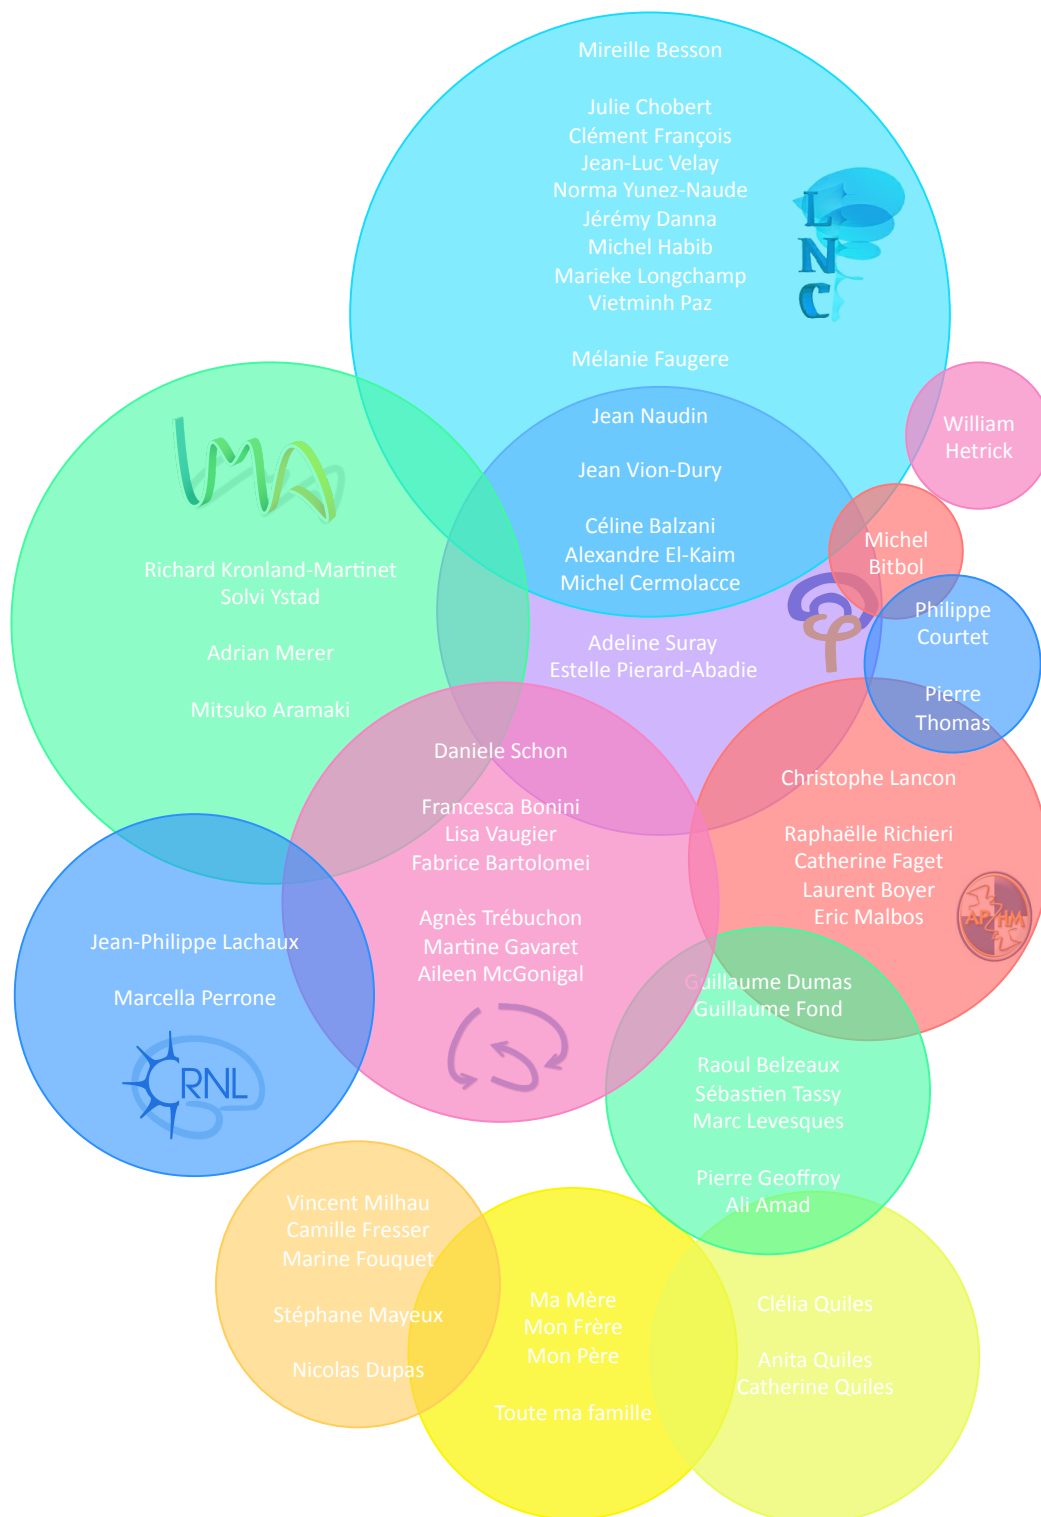 Mireille Besson
Julie Chobert
Clément François
Jean-Luc Velay
Norma Yunez-Naude
Jérémy Danna
Michel Habib
Marieke Longchamp
Vietminh Paz
Mélanie Faugere
L
N
C
Jean Naudin
Jean Vion-Dury
Céline Balzani
Alexandre El-Kaim
Michel Cermolacce
William
Hetrick
Michel
Bitbol
Philippe
Courtet
Pierre
Thomas
LMA
Richard Kronland-Martinet
Solvi Ystad
Adrian Merer
Mitsuko Aramaki
Adeline Suray
Estelle Pierard-Abadie
Daniele Schon
Francesca Bonini
Lisa Vaugier
Fabrice Bartolomei
Agnès Trébuchon
Martine Gavaret
Aileen McGonigal
Christophe Lancon
Raphaëlle Richieri
Catherine Faget
Laurent Boyer
Eric Malbos
AP HM
Jean-Philippe Lachaux
Marcella Perrone
CRNL
Guillaume Dumas
Guillaume Fond
Raoul Belzeaux
Sébastien Tassy
Marc Levesques
Pierre Geoffroy
Ali Amad
Vincent Milhau
Camille Fresser
Marine Fouquet
Stéphane Mayeux
Nicolas Dupas
Ma Mère
Mon Frère
Mon Père
Toute ma famille
Clélia Quiles
Anita Quiles
Catherine Quiles